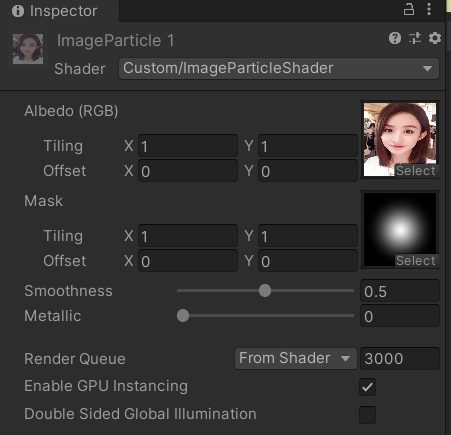 Inspector
ImageParticle 1
Shader Custom/ImageParticleShader
Albedo (RGB)
Tiling X 1 Y 1
Offset X 0 Y 0
Select
Mask
Tiling X 1 Y 1
Offset X 0 Y 0
Select
Smoothness 0.5
Metallic 0
Render Queue From Shader 3000
Enable GPU Instancing
Double Sided Global Illumination